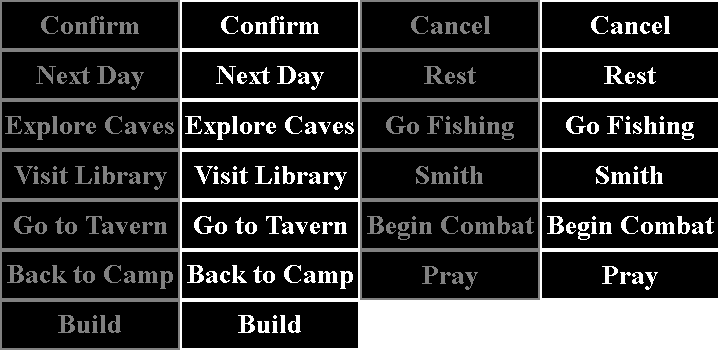 Confirm Confirm Cancel Cancel
Next Day Next Day Rest Rest
Explore Caves Explore Caves Go Fishing Go Fishing
Visit Library Visit Library Smith Smith
Go to Tavern Go to Tavern Begin Combat Begin Combat
Back to Camp Back to Camp Pray Pray
Build Build